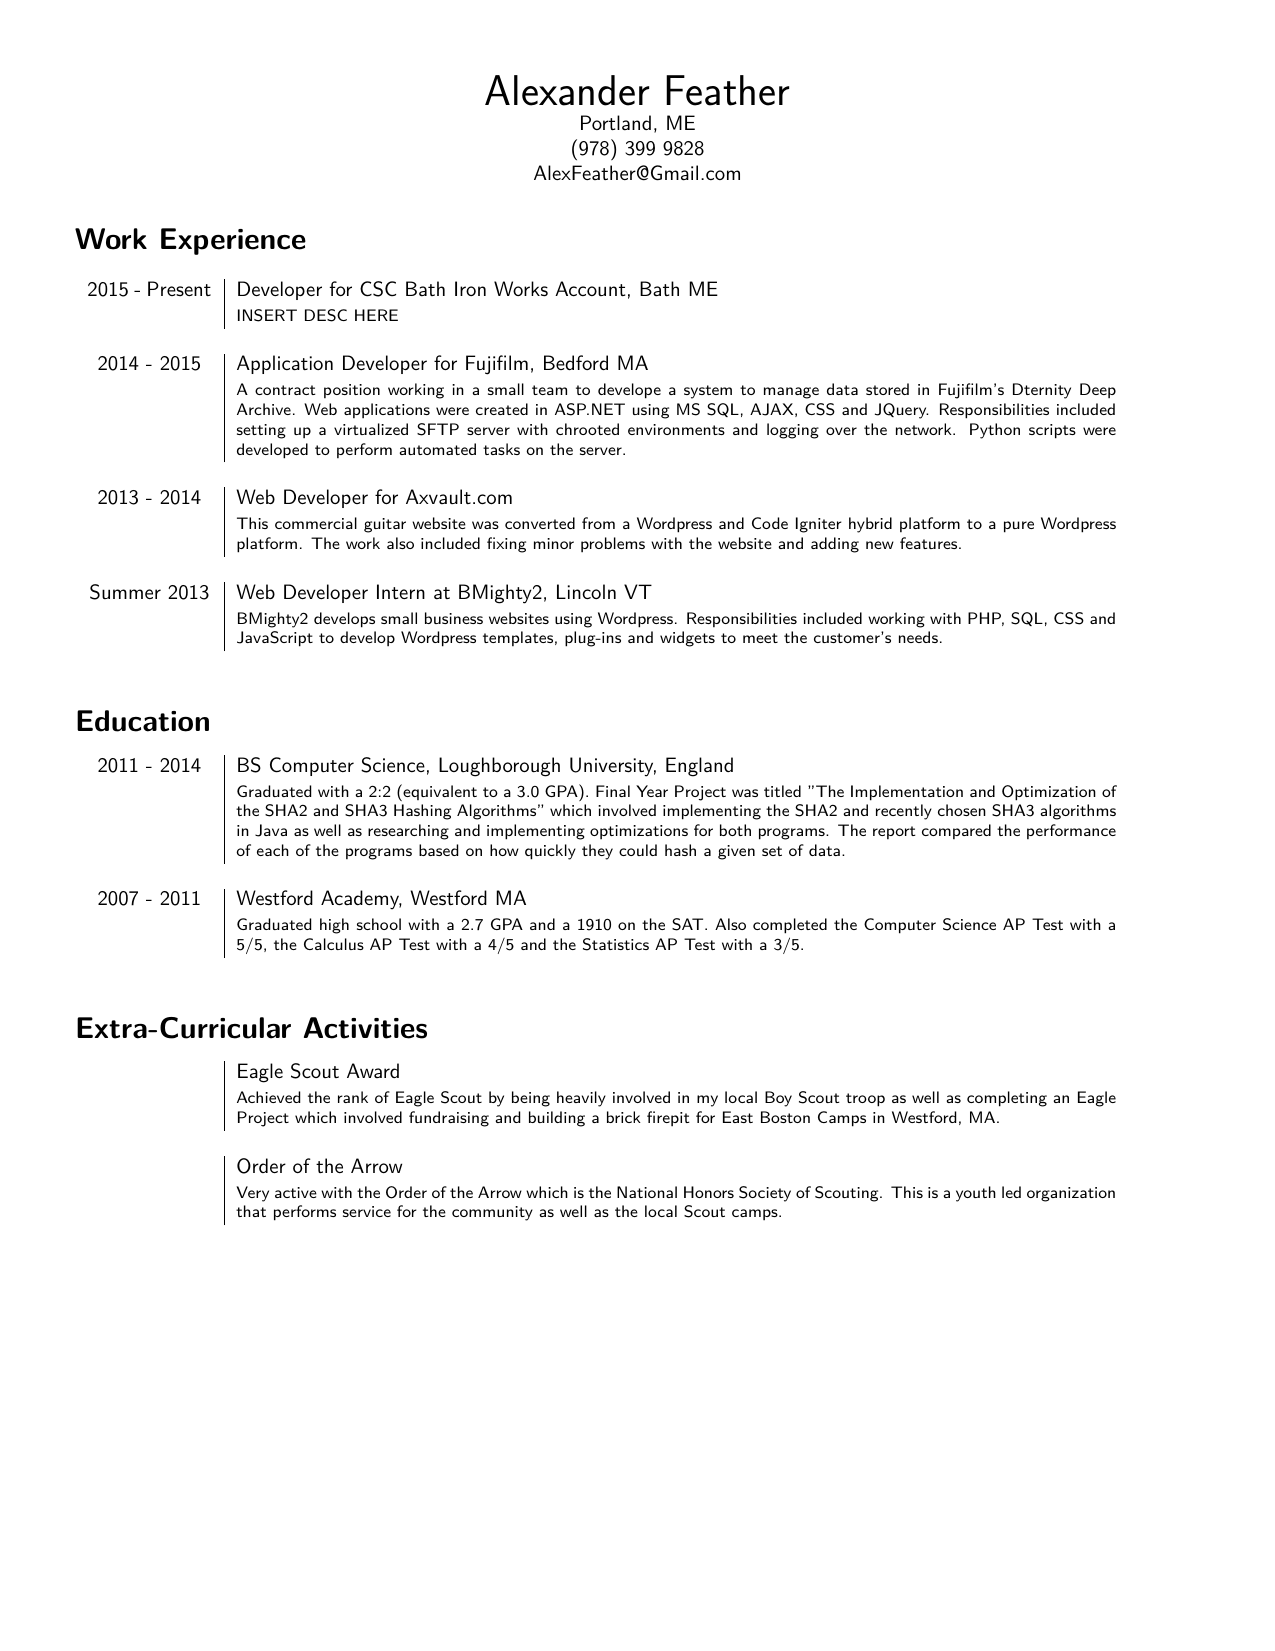 Alexander Feather
Portland, ME
(978) 399 9828
AlexFeather@Gmail.com
Work Experience
2015 - Present Developer for CSC Bath Iron Works Account, Bath ME
INSERT DESC HERE
2014 - 2015 Application Developer for Fujifilm, Bedford MA
A contract position working in a small team to develope a system to manage data stored in Fujifilm's Dternity Deep
Archive. Web applications were created in ASP.NET using MS SQL, AJAX, CSS and JQuery. Responsibilities included
setting up a virtualized SFTP server with chrooted environments and logging over the network. Python scripts were
developed to perform automated tasks on the server.
2013 - 2014 Web Developer for Axvault.com
This commercial guitar website was converted from a Wordpress and Code Igniter hybrid platform to a pure Wordpress
platform. The work also included fixing minor problems with the website and adding new features.
Summer 2013 Web Developer Intern at BMighty2, Lincoln VT
BMighty2 develops small business websites using Wordpress. Responsibilities included working with PHP, SQL, CSS and
JavaScript to develop Wordpress templates, plug-ins and widgets to meet the customer's needs.
Education
2011 - 2014 BS Computer Science, Loughborough University, England
Graduated with a 2:2 (equivalent to a 3.0 GPA). Final Year Project was titled "The Implementation and Optimization of
the SHA2 and SHA3 Hashing Algorithms" which involved implementing the SHA2 and recently chosen SHA3 algorithms
in Java as well as researching and implementing optimizations for both programs. The report compared the performance
of each of the programs based on how quickly they could hash a given set of data.
2007 - 2011 Westford Academy, Westford MA
Graduated high school with a 2.7 GPA and a 1910 on the SAT. Also completed the Computer Science AP Test with a
5/5, the Calculus AP Test with a 4/5 and the Statistics AP Test with a 3/5.
Extra-Curricular Activities
Eagle Scout Award
Achieved the rank of Eagle Scout by being heavily involved in my local Boy Scout troop as well as completing an Eagle
Project which involved fundraising and building a brick firepit for East Boston Camps in Westford, MA.
Order of the Arrow
Very active with the Order of the Arrow which is the National Honors Society of Scouting. This is a youth led organization
that performs service for the community as well as the local Scout camps.